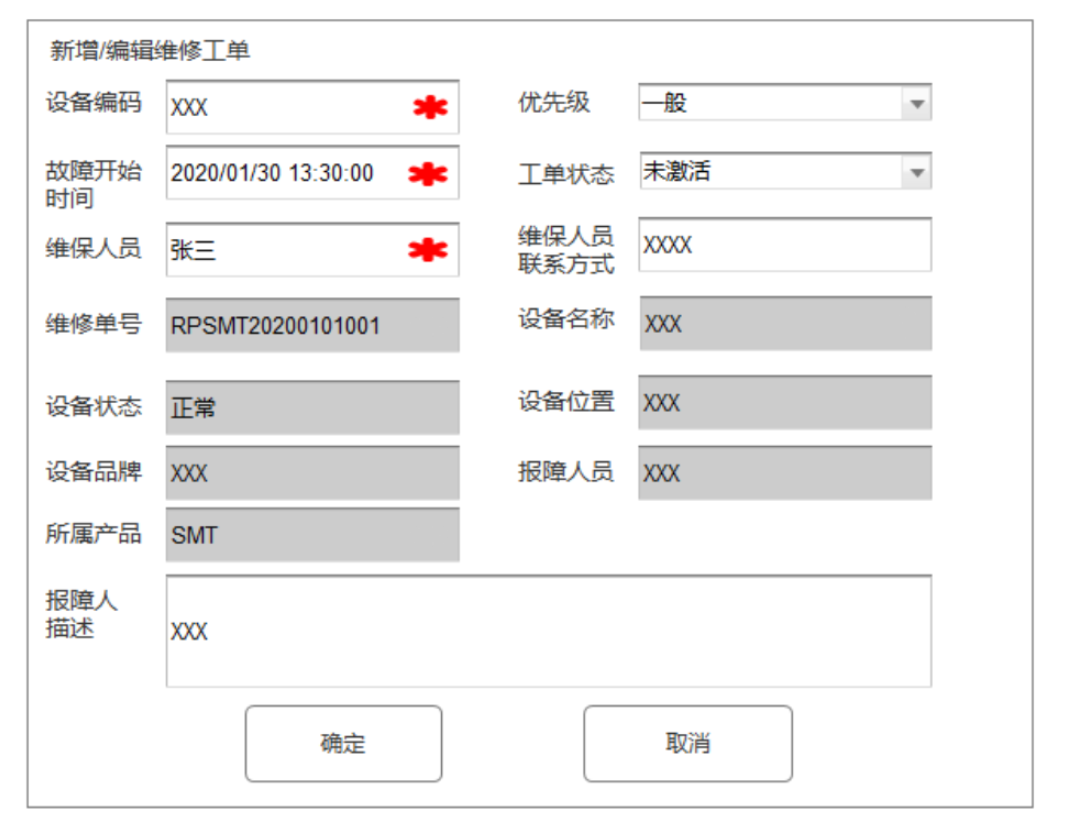 新增/编辑维修工单
设备编码 XXX ✱ 优先级 一般
故障开始时间 2020/01/30 13:30:00 ✱ 工单状态 未激活
维保人员 张三 ✱ 维保人员联系方式 XXXX
维修单号 RPSMT20200101001 设备名称 XXX
设备状态 正常 设备位置 XXX
设备品牌 XXX 报障人员 XXX
所属产品 SMT
报障人
描述 XXX
确定 取消